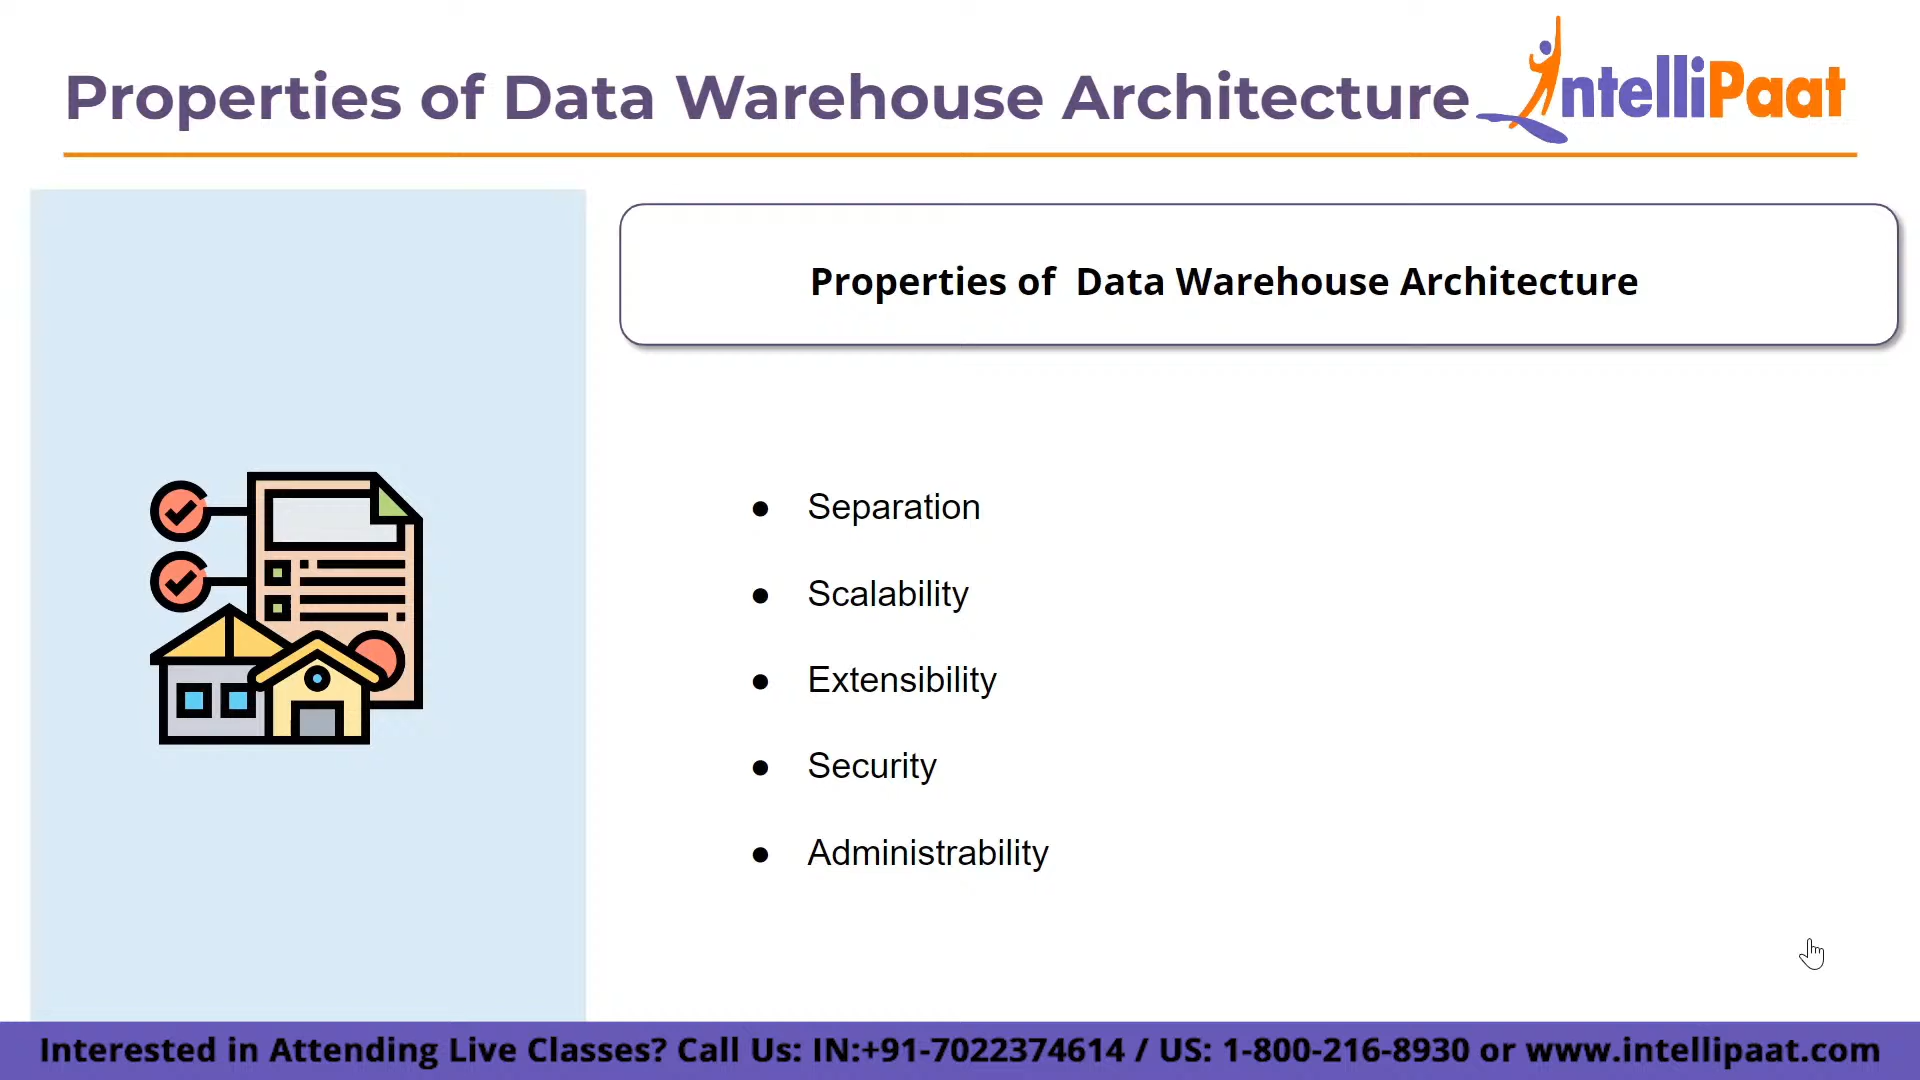 Properties of Data Warehouse Architecture
IntelliPaat
Properties of  Data Warehouse Architecture
● Separation
● Scalability
● Extensibility
● Security
● Administrability
Interested in Attending Live Classes? Call Us: IN:+91-7022374614 / US: 1-800-216-8930 or www.intellipaat.com